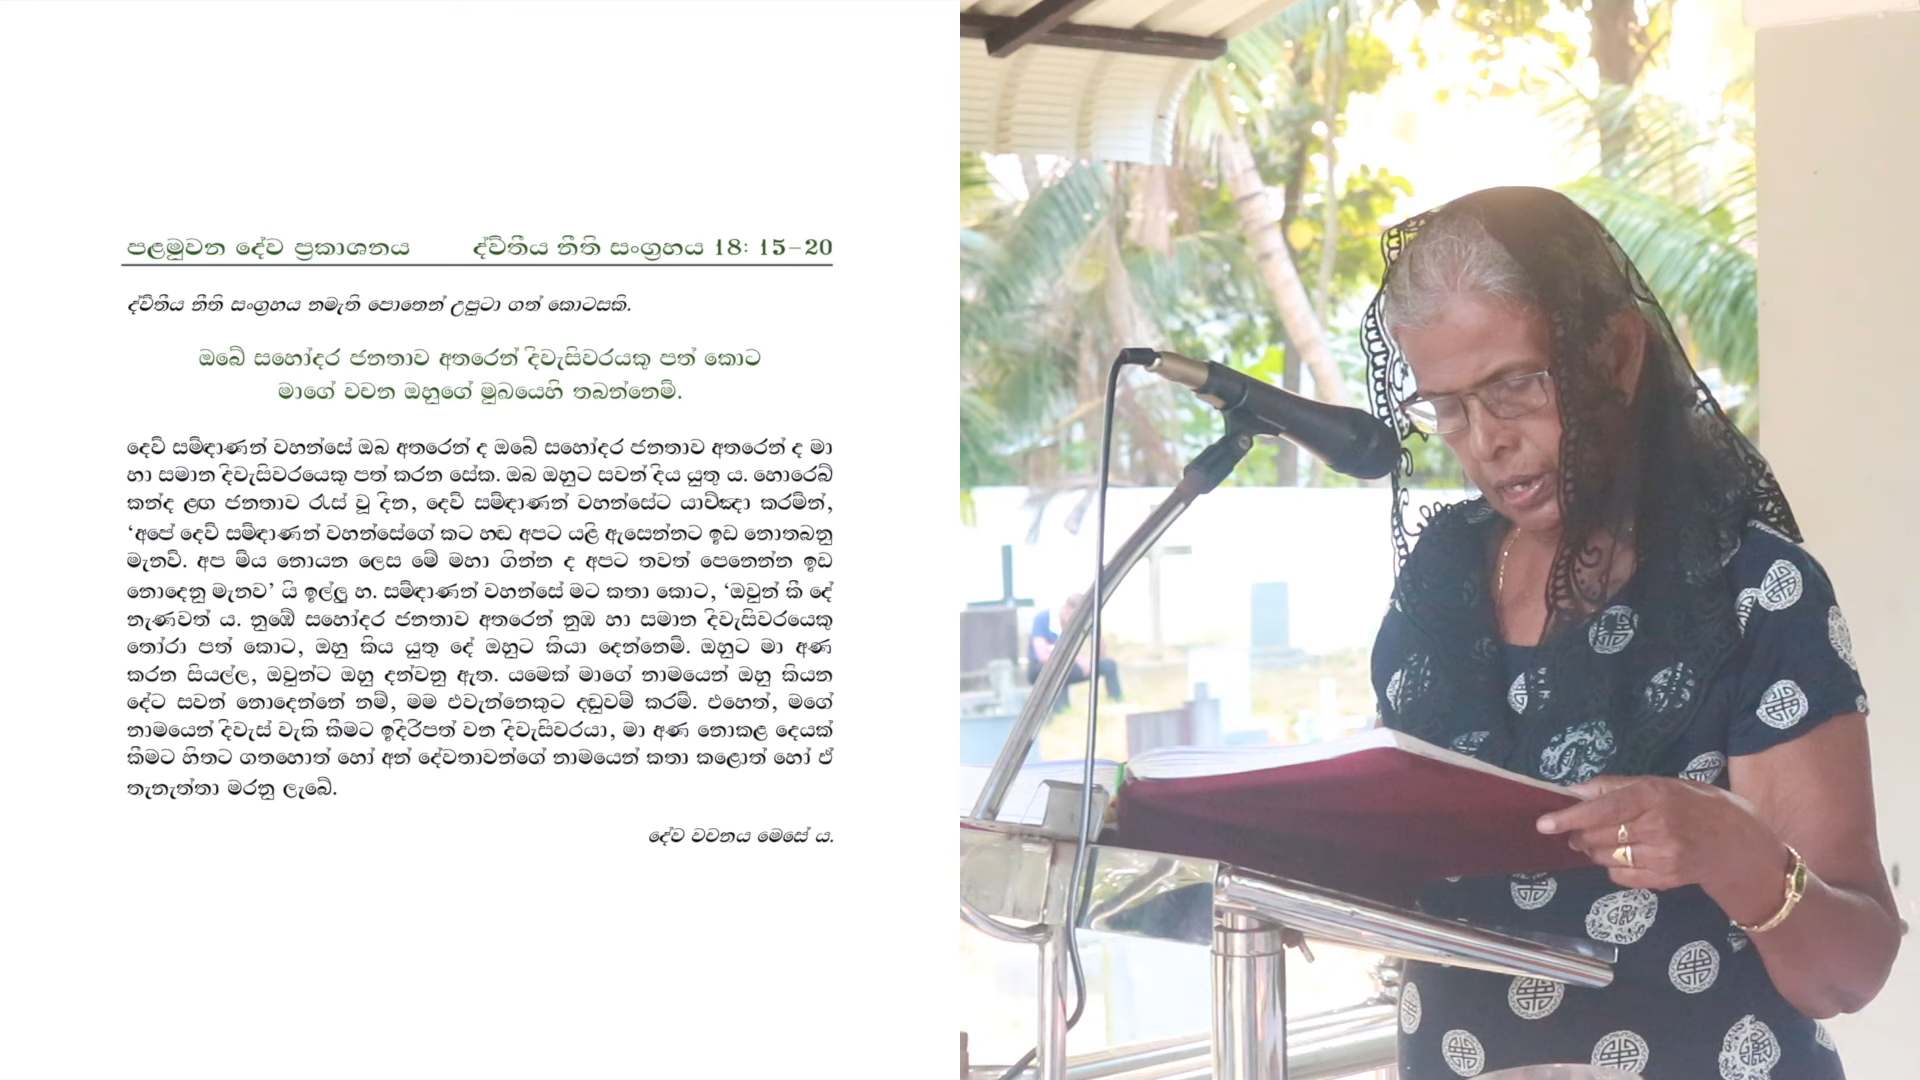 පළමුවන දේව ප්‍රකාශනය ද්විතීය නීති සංග්‍රහය 18: 15–20
ද්විතීය නීති සංග්‍රහය නමැති පොතෙන් උපුටා ගත් කොටසකි.
ඔබේ සහෝදර ජනතාව අතරෙන් දිවැසිවරයකු පත් කොට
මාගේ වචන ඔහුගේ මුඛයෙහි තබන්නෙමි.
දෙවි සමිඳාණන් වහන්සේ ඔබ අතරෙන් ද ඔබේ සහෝදර ජනතාව අතරෙන් ද මා
හා සමාන දිවැසිවරයෙකු පත් කරන සේක. ඔබ ඔහුට සවන් දිය යුතු ය. හොරෙබ්
කන්ද ළඟ ජනතාව රැස් වූ දින, දෙවි සමිඳාණන් වහන්සේට යාච්ඤා කරමින්,
‘අපේ දෙවි සමිඳාණන් වහන්සේගේ කට හඬ අපට යළි ඇසෙන්නට ඉඩ නොතබනු
මැනවි. අප මිය නොයන ලෙස මේ මහා ගින්න ද අපට තවත් පෙනෙන්න ඉඩ
නොදෙනු මැනව’ යි ඉල්ලූ හ. සමිඳාණන් වහන්සේ මට කතා කොට, ‘ඔවුන් කී දේ
නැණවත් ය. නුඹේ සහෝදර ජනතාව අතරෙන් නුඹ හා සමාන දිවැසිවරයෙකු
තෝරා පත් කොට, ඔහු කිය යුතු දේ ඔහුට කියා දෙන්නෙමි. ඔහුට මා අණ
කරන සියල්ල, ඔවුන්ට ඔහු දන්වනු ඇත. යමෙක් මාගේ නාමයෙන් ඔහු කියන
දේට සවන් නොදෙන්නේ නම්, මම එවැන්නෙකුට දඬුවම් කරමි. එහෙත්, මගේ
නාමයෙන් දිවැස් වැකි කීමට ඉදිරිපත් වන දිවැසිවරයා, මා අණ නොකළ දෙයක්
කීමට හිතට ගතහොත් හෝ අන් දේවතාවන්ගේ නාමයෙන් කතා කළොත් හෝ ඒ
තැනැත්තා මරනු ලැබේ.
දේව වචනය මෙසේ ය.